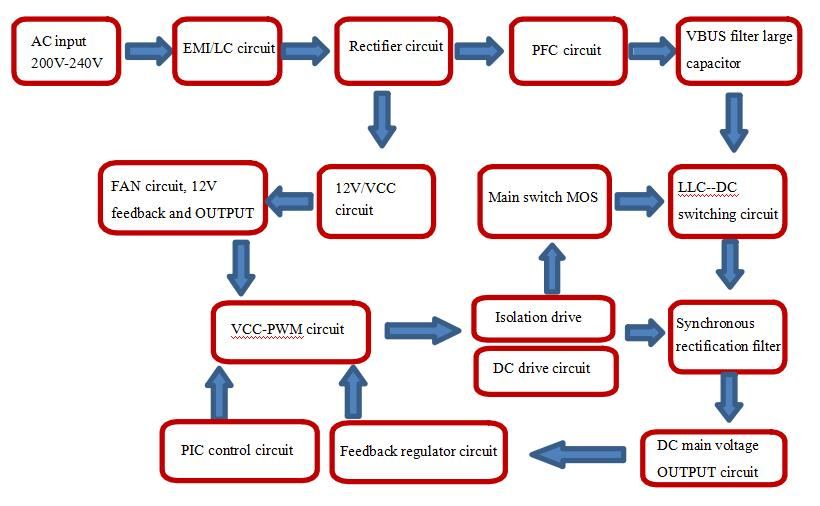 AC input
200V-240V
EMI/LC circuit
Rectifier circuit
PFC circuit
VBUS filter large
capacitor
FAN circuit, 12V
feedback and OUTPUT
12V/VCC
circuit
Main switch MOS
LLC--DC
switching circuit
VCC-PWM circuit
Isolation drive
DC drive circuit
Synchronous
rectification filter
PIC control circuit
Feedback regulator circuit
DC main voltage
OUTPUT circuit